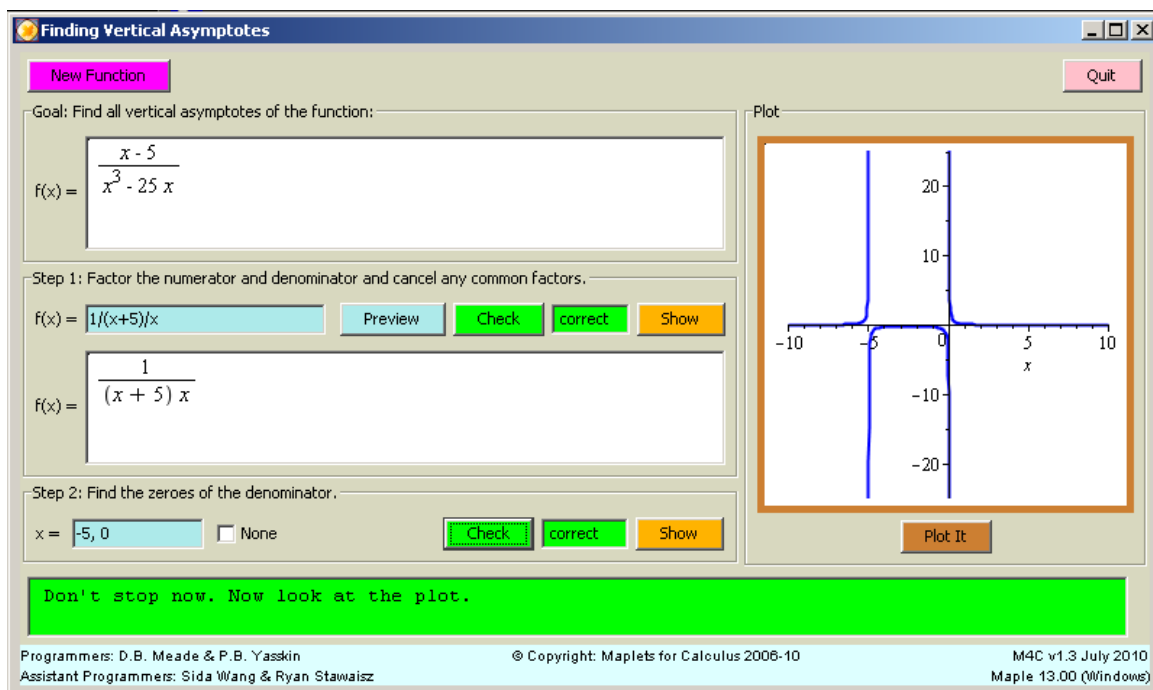 Finding Vertical Asymptotes
New Function
Quit
Goal: Find all vertical asymptotes of the function:
f(x) =
x - 5
x³ - 25 x
Step 1: Factor the numerator and denominator and cancel any common factors.
f(x) = 1/(x+5)/x Preview Check correct Show
f(x) =
1
(x + 5) x
Step 2: Find the zeroes of the denominator.
x = -5, 0 None Check correct Show
Plot
20
10
-10 -5 0 5 10
x
-10
-20
Plot It
Don't stop now. Now look at the plot.
Programmers: D.B. Meade & P.B. Yasskin © Copyright: Maplets for Calculus 2006-10 M4C v1.3 July 2010
Assistant Programmers: Sida Wang & Ryan Stawaisz Maple 13.00 (Windows)